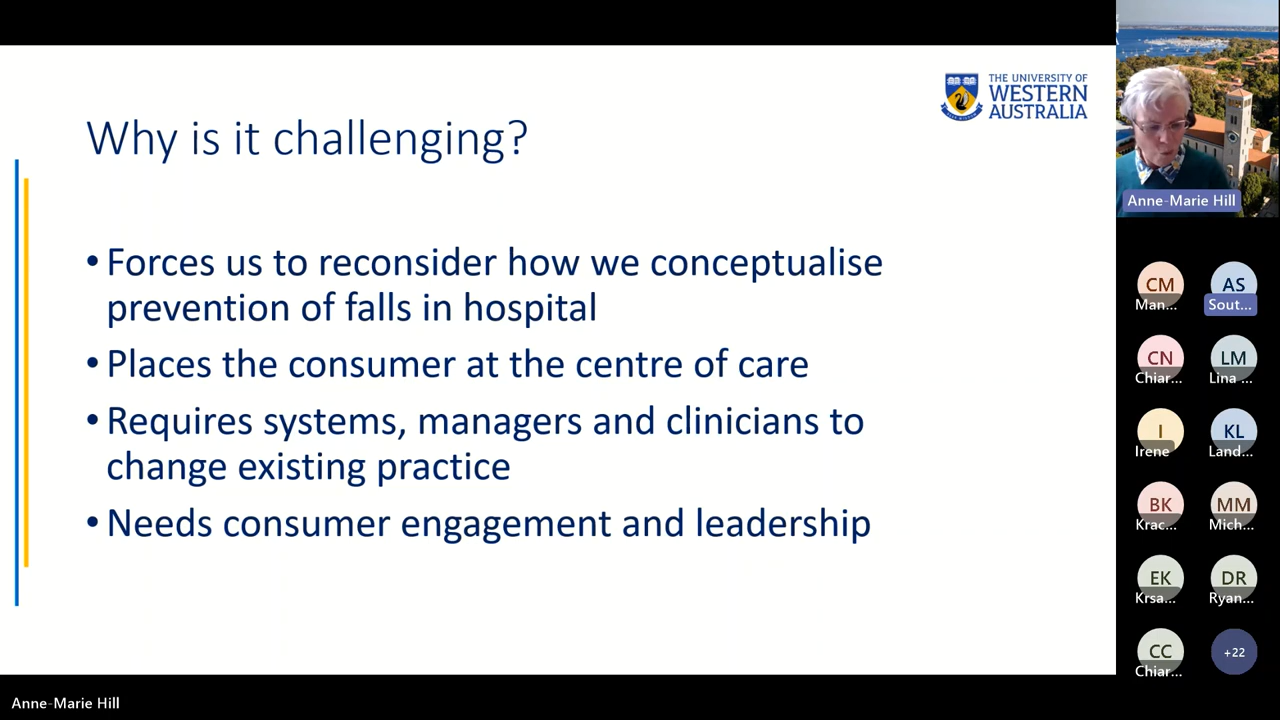 THE UNIVERSITY OF
WESTERN
AUSTRALIA
Why is it challenging?
• Forces us to reconsider how we conceptualise
prevention of falls in hospital
• Places the consumer at the centre of care
• Requires systems, managers and clinicians to
change existing practice
• Needs consumer engagement and leadership
Anne-Marie Hill
CM AS
Man... Sout...
CN LM
Chiar... Lina ...
I KL
Irene Land...
BK MM
Krac... Mich...
EK DR
Krsa... Ryan...
CC +22
Chiar...
Anne-Marie Hill